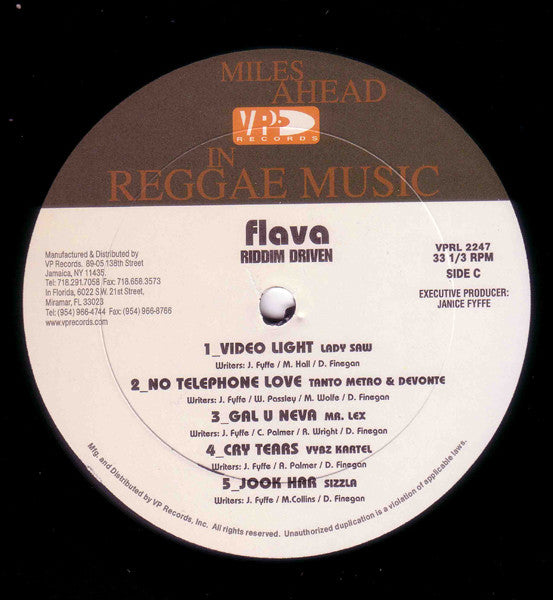 MILES
AHEAD
VP
RECORDS
IN
REGGAE MUSIC
flava
RIDDIM DRIVEN
Manufactured & Distributed by
VP Records. 89-05 138th Street
Jamaica, NY 11435.
Tel: 718.291.7058 Fax: 718.658.3573
In Florida, 6022 S.W. 21st Street,
Miramar, FL 33023
Tel: (954) 966-4744 Fax: (954) 966-8766
www.vprecords.com
VPRL 2247
33 1/3 RPM
SIDE C
EXECUTIVE PRODUCER:
JANICE FYFFE
1_VIDEO LIGHT LADY SAW
Writers: J. Fyffe / M. Hall / D. Finegan
2_NO TELEPHONE LOVE TANTO METRO & DEVONTE
Writers: J. Fyffe / W. Passley / M. Wolfe / D. Finegan
3_GAL U NEVA MR. LEX
Writers: J. Fyffe / C. Palmer / R. Wright / D. Finegan
4_CRY TEARS VYBZ KARTEL
Writers: J. Fyffe / A. Palmer / D. Finegan
5_JOOK HAR SIZZLA
Writers: J. Fyffe / M.Collins / D. Finegan
Mfg. and Distributed by VP Records, Inc. All rights reserved. Unauthorized duplication is a violation of applicable laws.